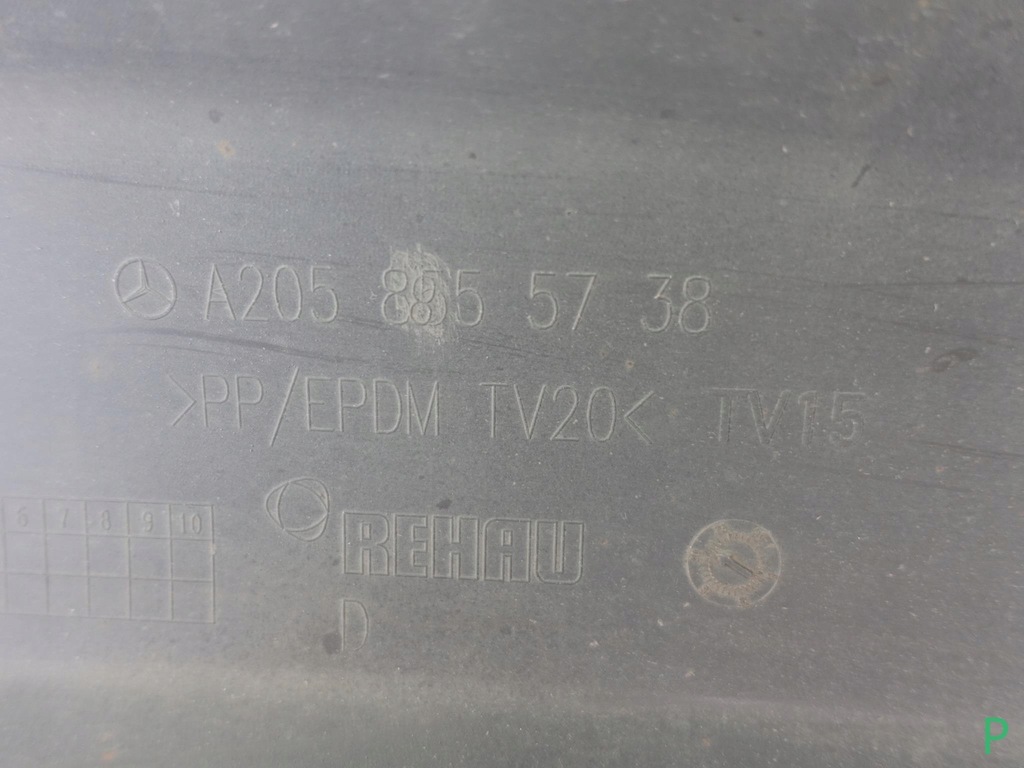 A205 885 57 38
>PP/EPDM TV20< TV15
6 7 8 9 10
REHAU
D
P